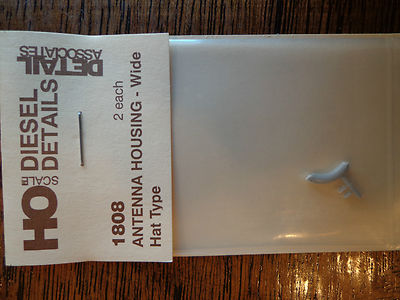 DETAIL
ASSOCIATES
HO
SCALE
DIESEL
DETAILS
2 each
1808
ANTENNA HOUSING - Wide
Hat Type